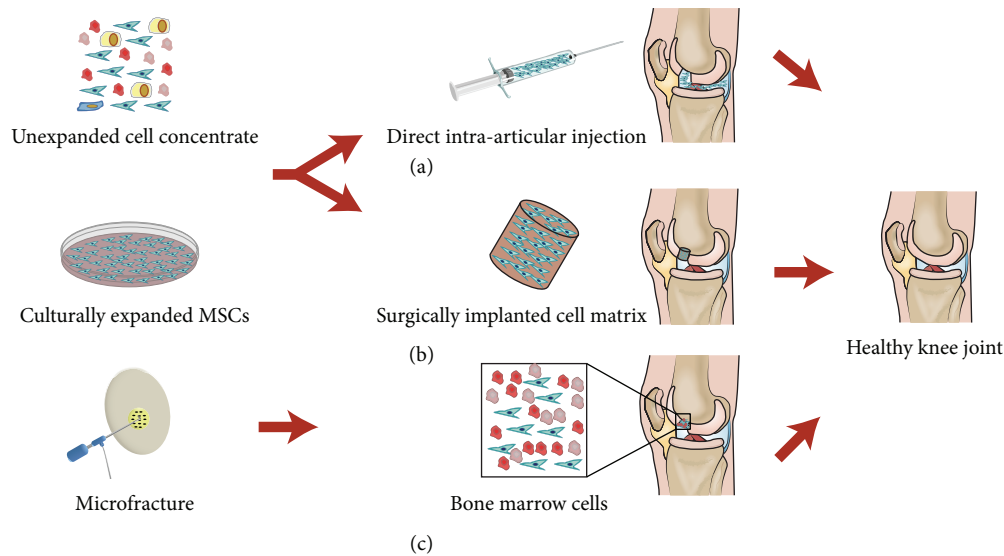 Unexpanded cell concentrate
Direct intra-articular injection
(a)
Culturally expanded MSCs
Surgically implanted cell matrix
(b)
Healthy knee joint
Microfracture
Bone marrow cells
(c)